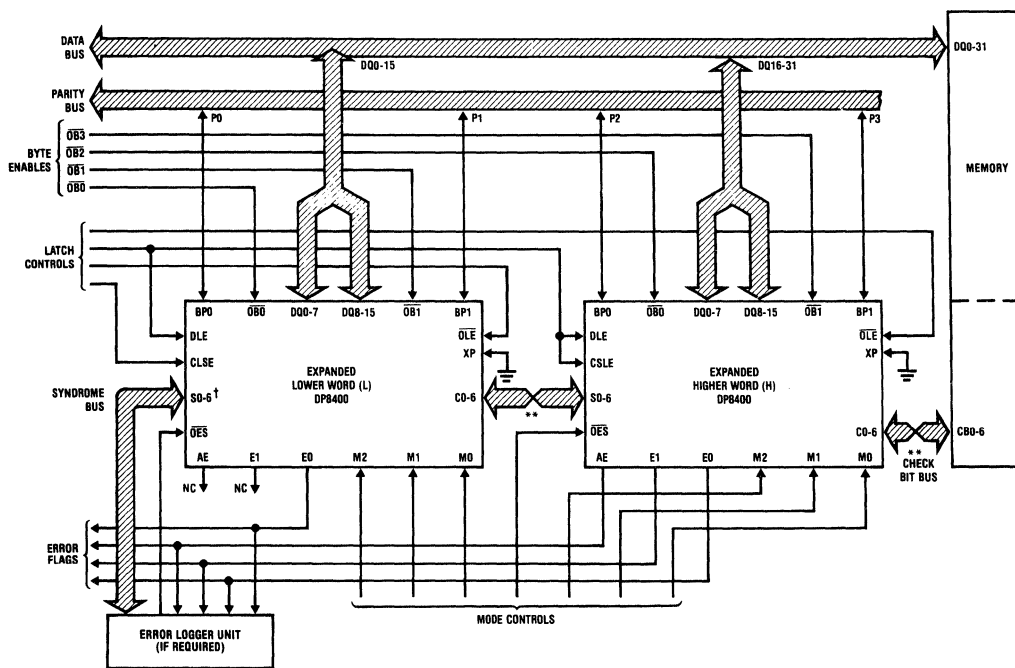 DATA BUS
DQ0-15
DQ16-31
DQ0-31
PARITY BUS
P0
P1
P2
P3
BYTE ENABLES
OB3
OB2
OB1
OB0
MEMORY
LATCH CONTROLS
BP0 OB0 DQ0-7 DQ8-15 OB1 BP1
DLE
OLE
CLSE
XP
EXPANDED
LOWER WORD (L)
DP8400
SYNDROME BUS
S0-6†
C0-6
**
OES
AE E1 E0 M2 M1 M0
NC NC
BP0 OB0 DQ0-7 DQ8-15 OB1 BP1
DLE
OLE
CSLE
XP
EXPANDED
HIGHER WORD (H)
DP8400
S0-6
C0-6
CB0-6
**
CHECK
BIT BUS
OES
AE E1 E0 M2 M1 M0
ERROR FLAGS
MODE CONTROLS
ERROR LOGGER UNIT
(IF REQUIRED)